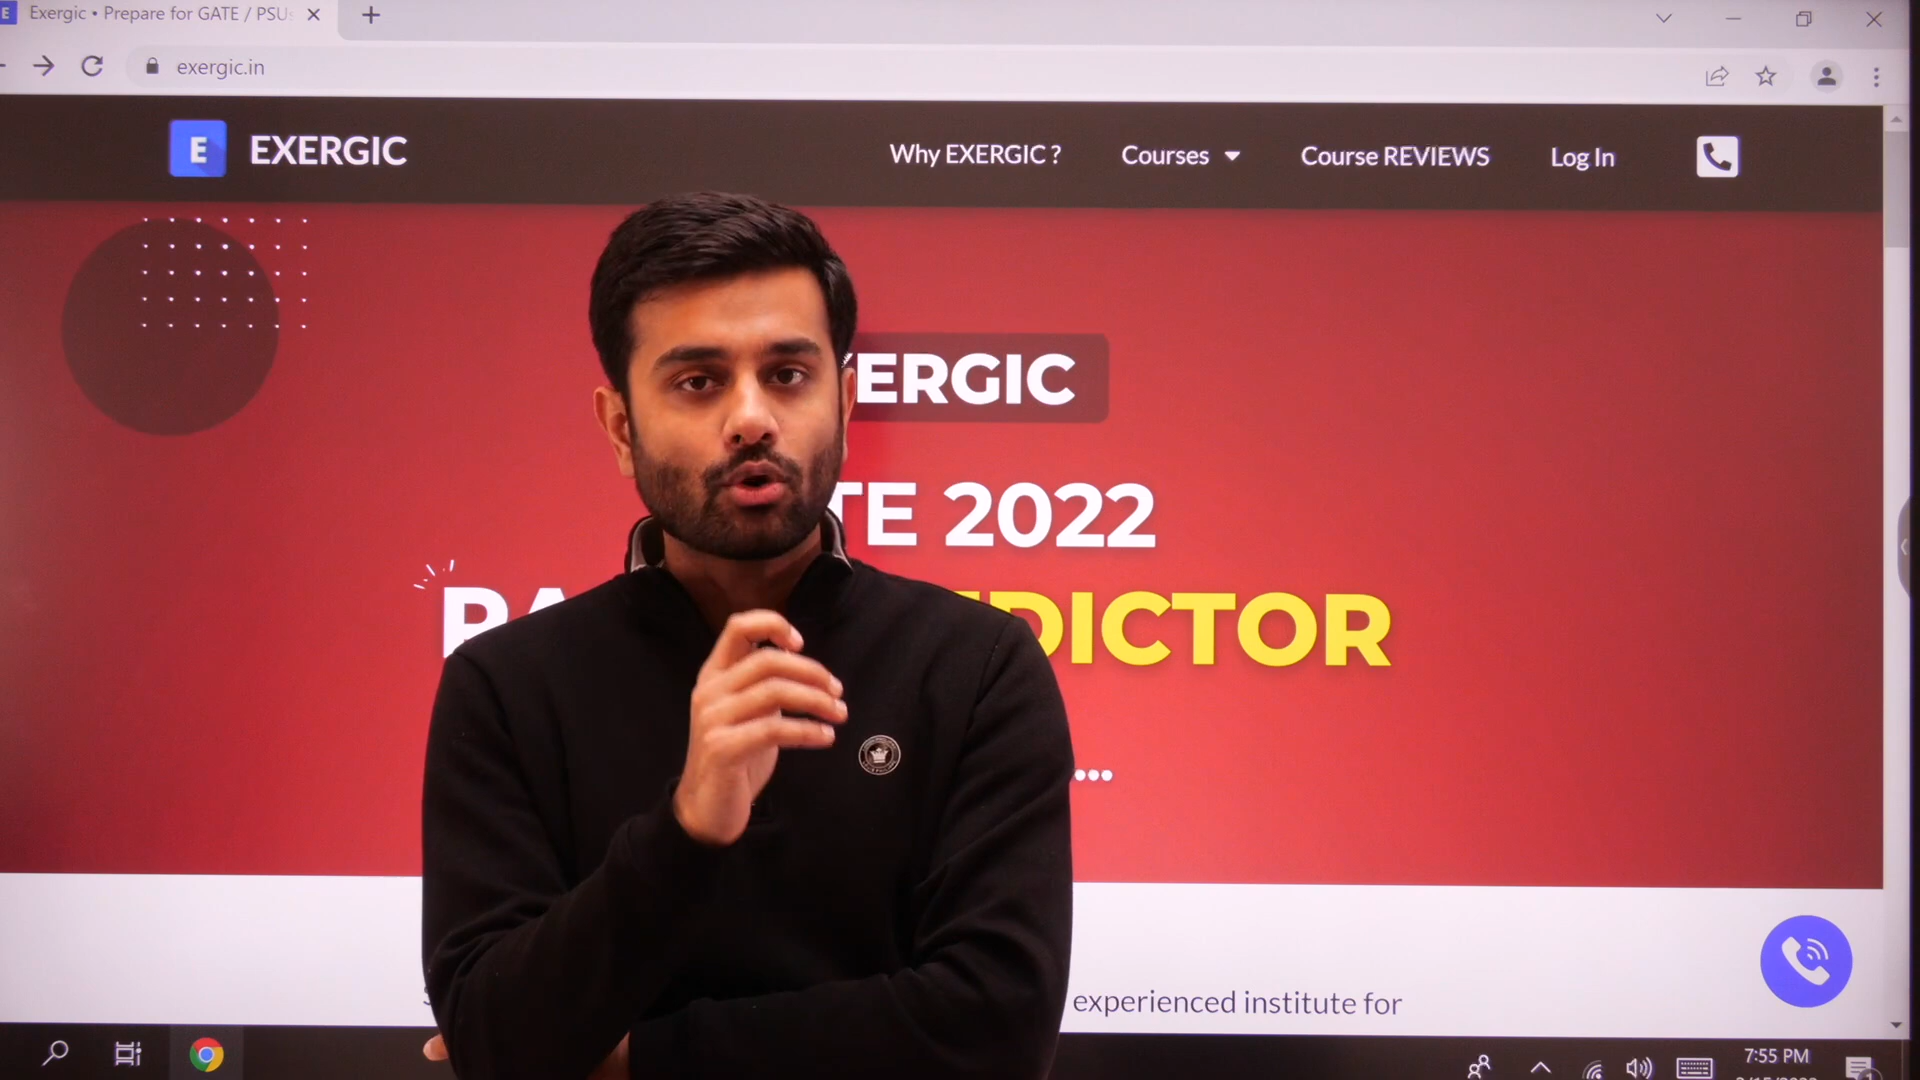 Exergic • Prepare for GATE / PSU
exergic.in
E EXERGIC
Why EXERGIC ?
Courses
Course REVIEWS
Log In
ERGIC
TE 2022
RA DICTOR
experienced institute for
7:55 PM